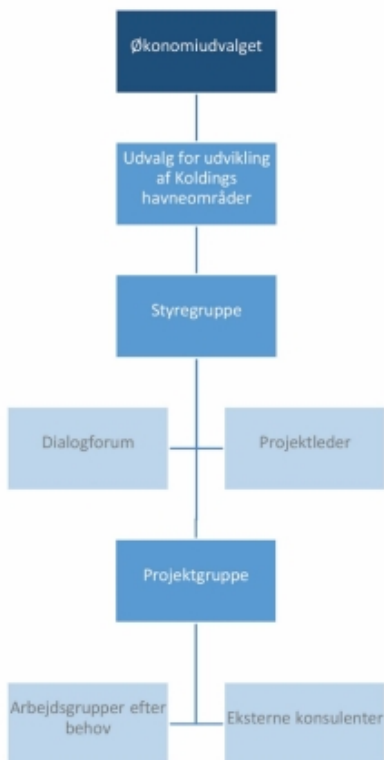 Økonomiudvalget
Udvalg for udvikling
af Koldings
havneområder
Styregruppe
Dialogforum
Projektleder
Projektgruppe
Arbejdsgrupper efter
behov
Eksterne konsulenter